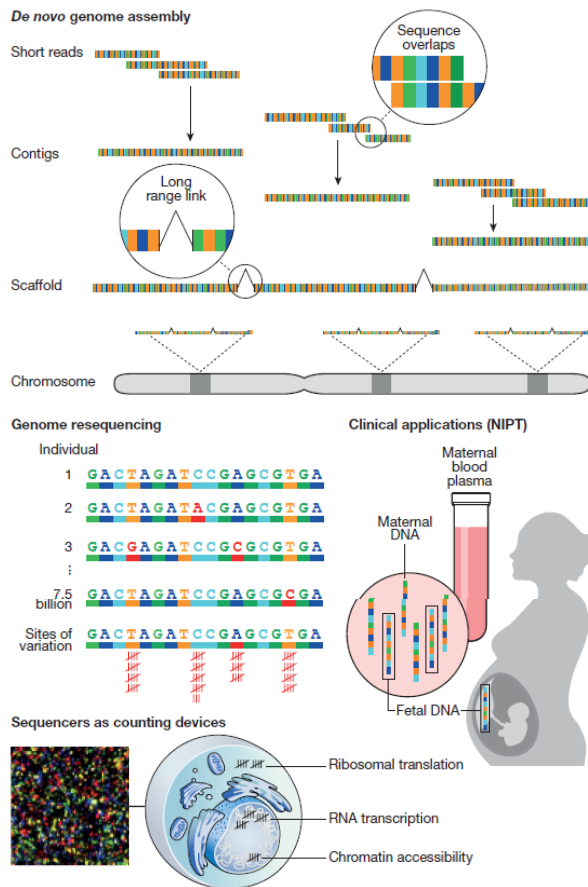 De novo genome assembly
Short reads
Sequence
overlaps
Contigs
Long
range link
Scaffold
Chromosome
Genome resequencing
Individual
1 GACTAGATCCGAGCGTGA
2 GACTAGATACGAGCGTGA
3 GACGAGATCCGCGCGTGA
⋮
7.5
billion GACTAGATCCGAGCGCGA
Sites of
variation GACTAGATCCGAGCGTGA
Clinical applications (NIPT)
Maternal
blood
plasma
Maternal
DNA
Fetal DNA
Sequencers as counting devices
Ribosomal translation
RNA transcription
Chromatin accessibility